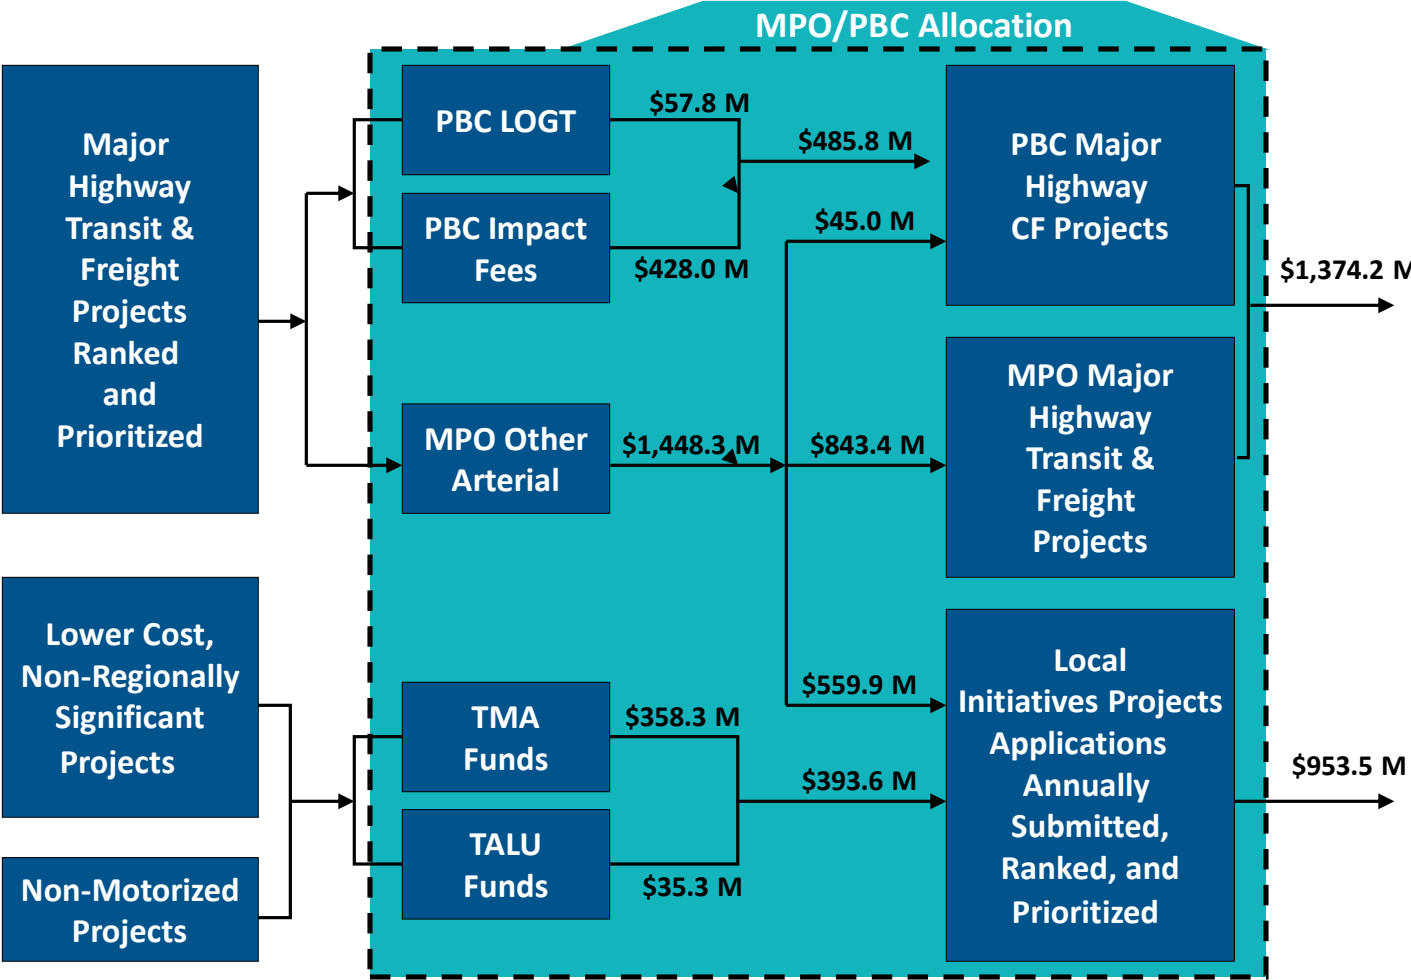 MPO/PBC Allocation
Major
Highway
Transit &
Freight
Projects
Ranked
and
Prioritized
PBC LOGT
$57.8 M
PBC Impact
Fees
$428.0 M
$485.8 M
$45.0 M
PBC Major
Highway
CF Projects
$1,374.2 M
MPO Other
Arterial
$1,448.3 M
$843.4 M
MPO Major
Highway
Transit &
Freight
Projects
Lower Cost,
Non-Regionally
Significant
Projects
Non-Motorized
Projects
TMA
Funds
$358.3 M
TALU
Funds
$35.3 M
$559.9 M
$393.6 M
Local
Initiatives Projects
Applications
Annually
Submitted,
Ranked, and
Prioritized
$953.5 M